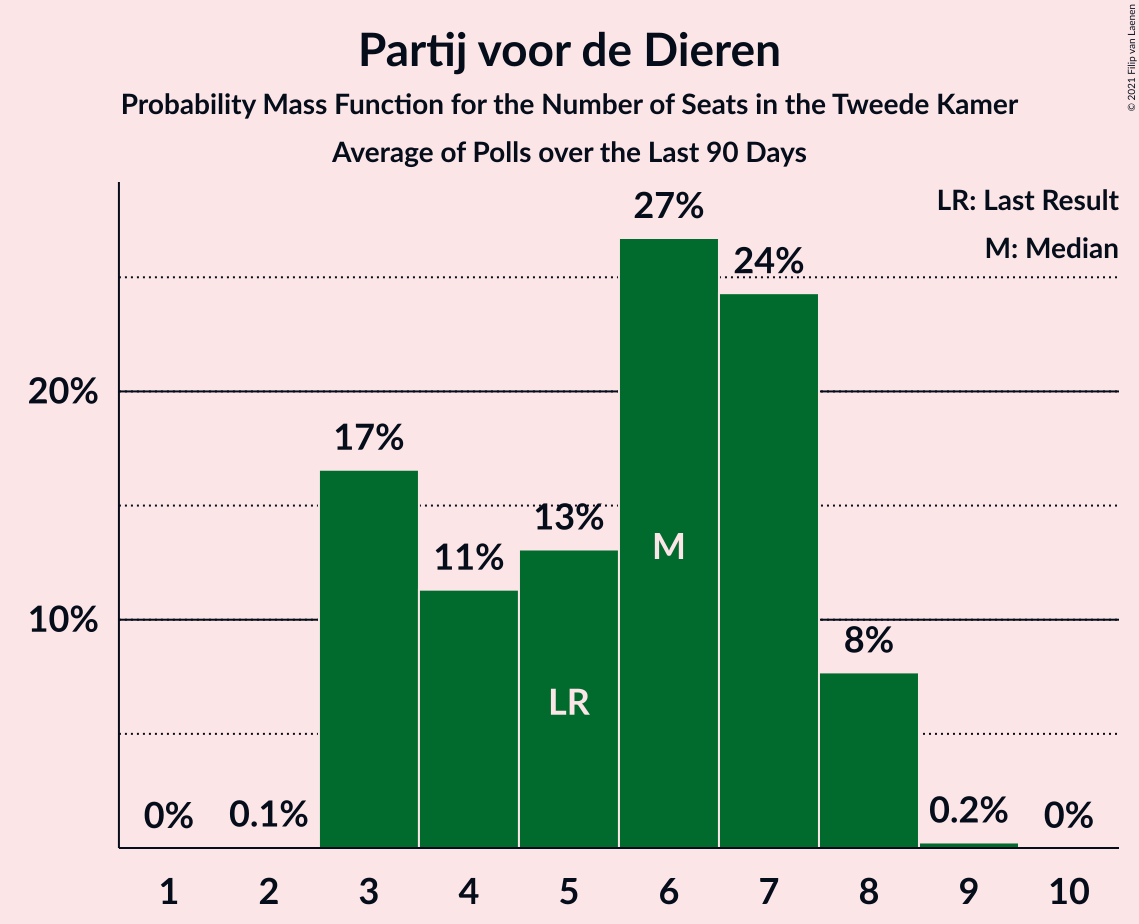 Partij voor de Dieren
Probability Mass Function for the Number of Seats in the Tweede Kamer
Average of Polls over the Last 90 Days
© 2021 Filip van Laenen
LR: Last Result
M: Median
27%
24%
20%
17%
13%
11%
M
10%
8%
LR
0%
0.1%
0.2%
0%
1 2 3 4 5 6 7 8 9 10